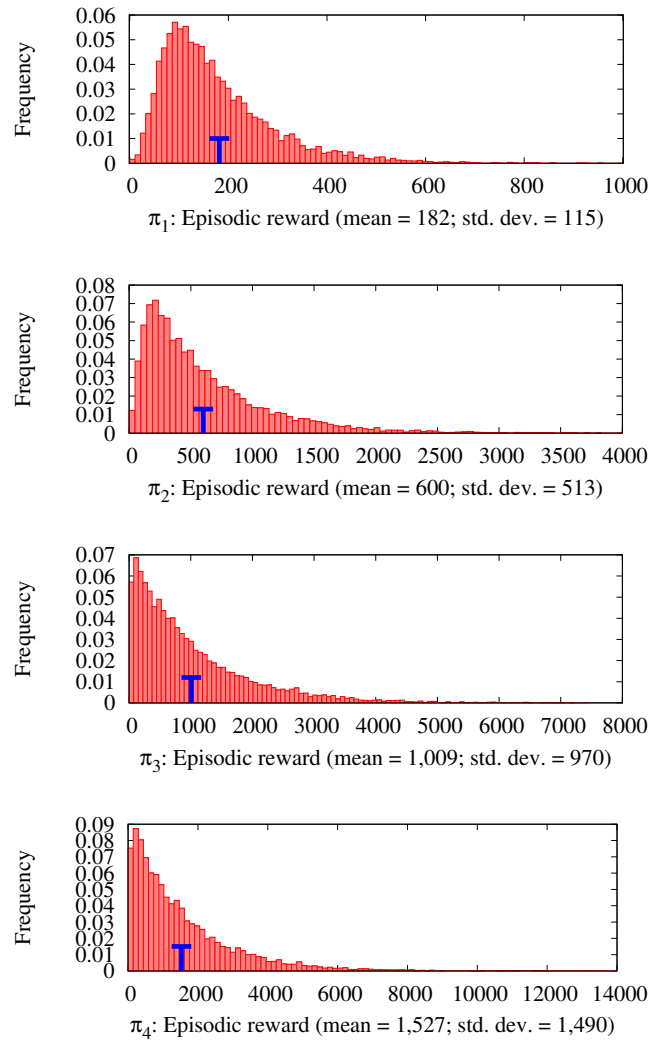 0.06
0.05
0.04
0.03
0.02
0.01
0
Frequency
0 200 400 600 800 1000
π1: Episodic reward (mean = 182; std. dev. = 115)
0.08
0.07
0.06
0.05
0.04
0.03
0.02
0.01
0
Frequency
0 500 1000 1500 2000 2500 3000 3500 4000
π2: Episodic reward (mean = 600; std. dev. = 513)
0.07
0.06
0.05
0.04
0.03
0.02
0.01
0
Frequency
0 1000 2000 3000 4000 5000 6000 7000 8000
π3: Episodic reward (mean = 1,009; std. dev. = 970)
0.09
0.08
0.07
0.06
0.05
0.04
0.03
0.02
0.01
0
Frequency
0 2000 4000 6000 8000 10000 12000 14000
π4: Episodic reward (mean = 1,527; std. dev. = 1,490)